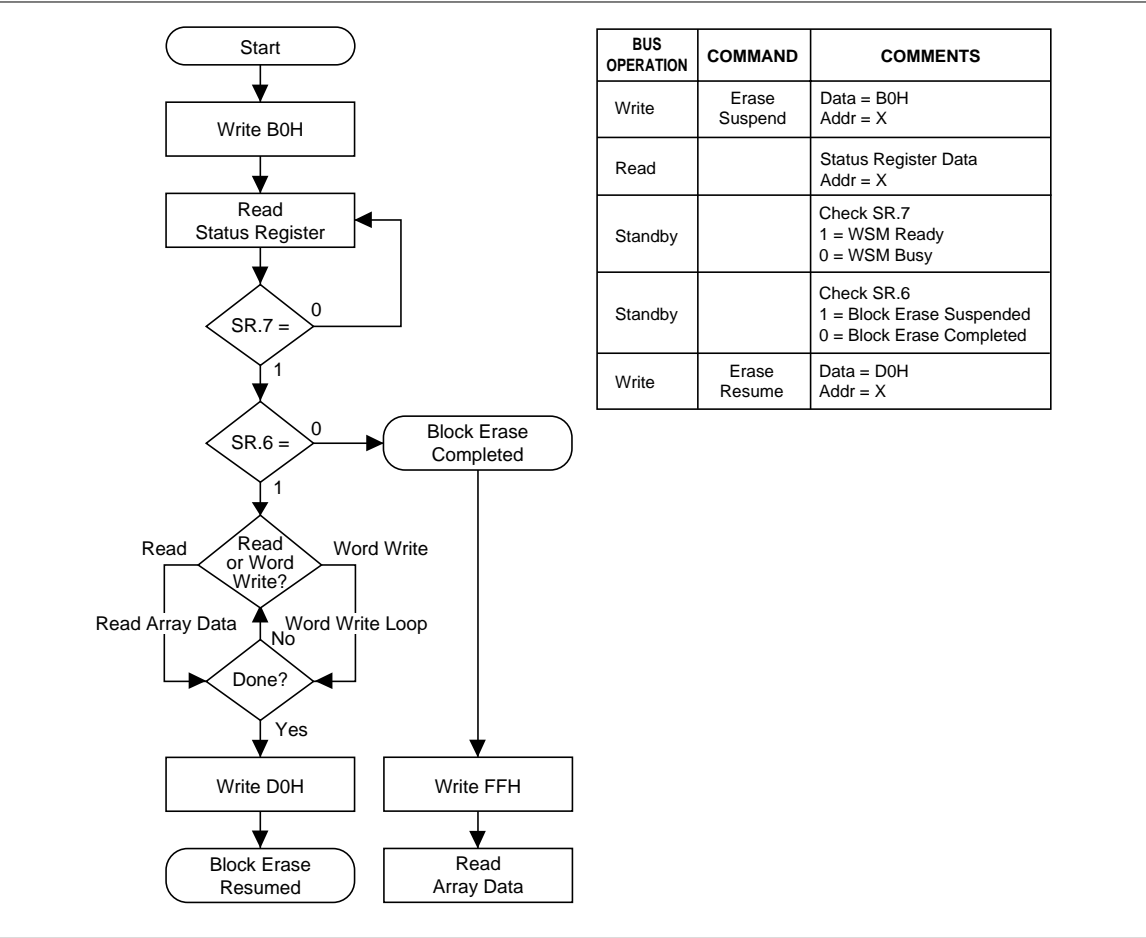 Start
Write B0H
Read
Status Register
SR.7 =
0
1
SR.6 =
0
Block Erase
Completed
1
Read
Read
or Word
Write?
Word Write
Read Array Data
No
Word Write Loop
Done?
Yes
Write D0H
Write FFH
Block Erase
Resumed
Read
Array Data
BUS
OPERATION
COMMAND
COMMENTS
Write
Erase
Suspend
Data = B0H
Addr = X
Read
Status Register Data
Addr = X
Standby
Check SR.7
1 = WSM Ready
0 = WSM Busy
Standby
Check SR.6
1 = Block Erase Suspended
0 = Block Erase Completed
Write
Erase
Resume
Data = D0H
Addr = X